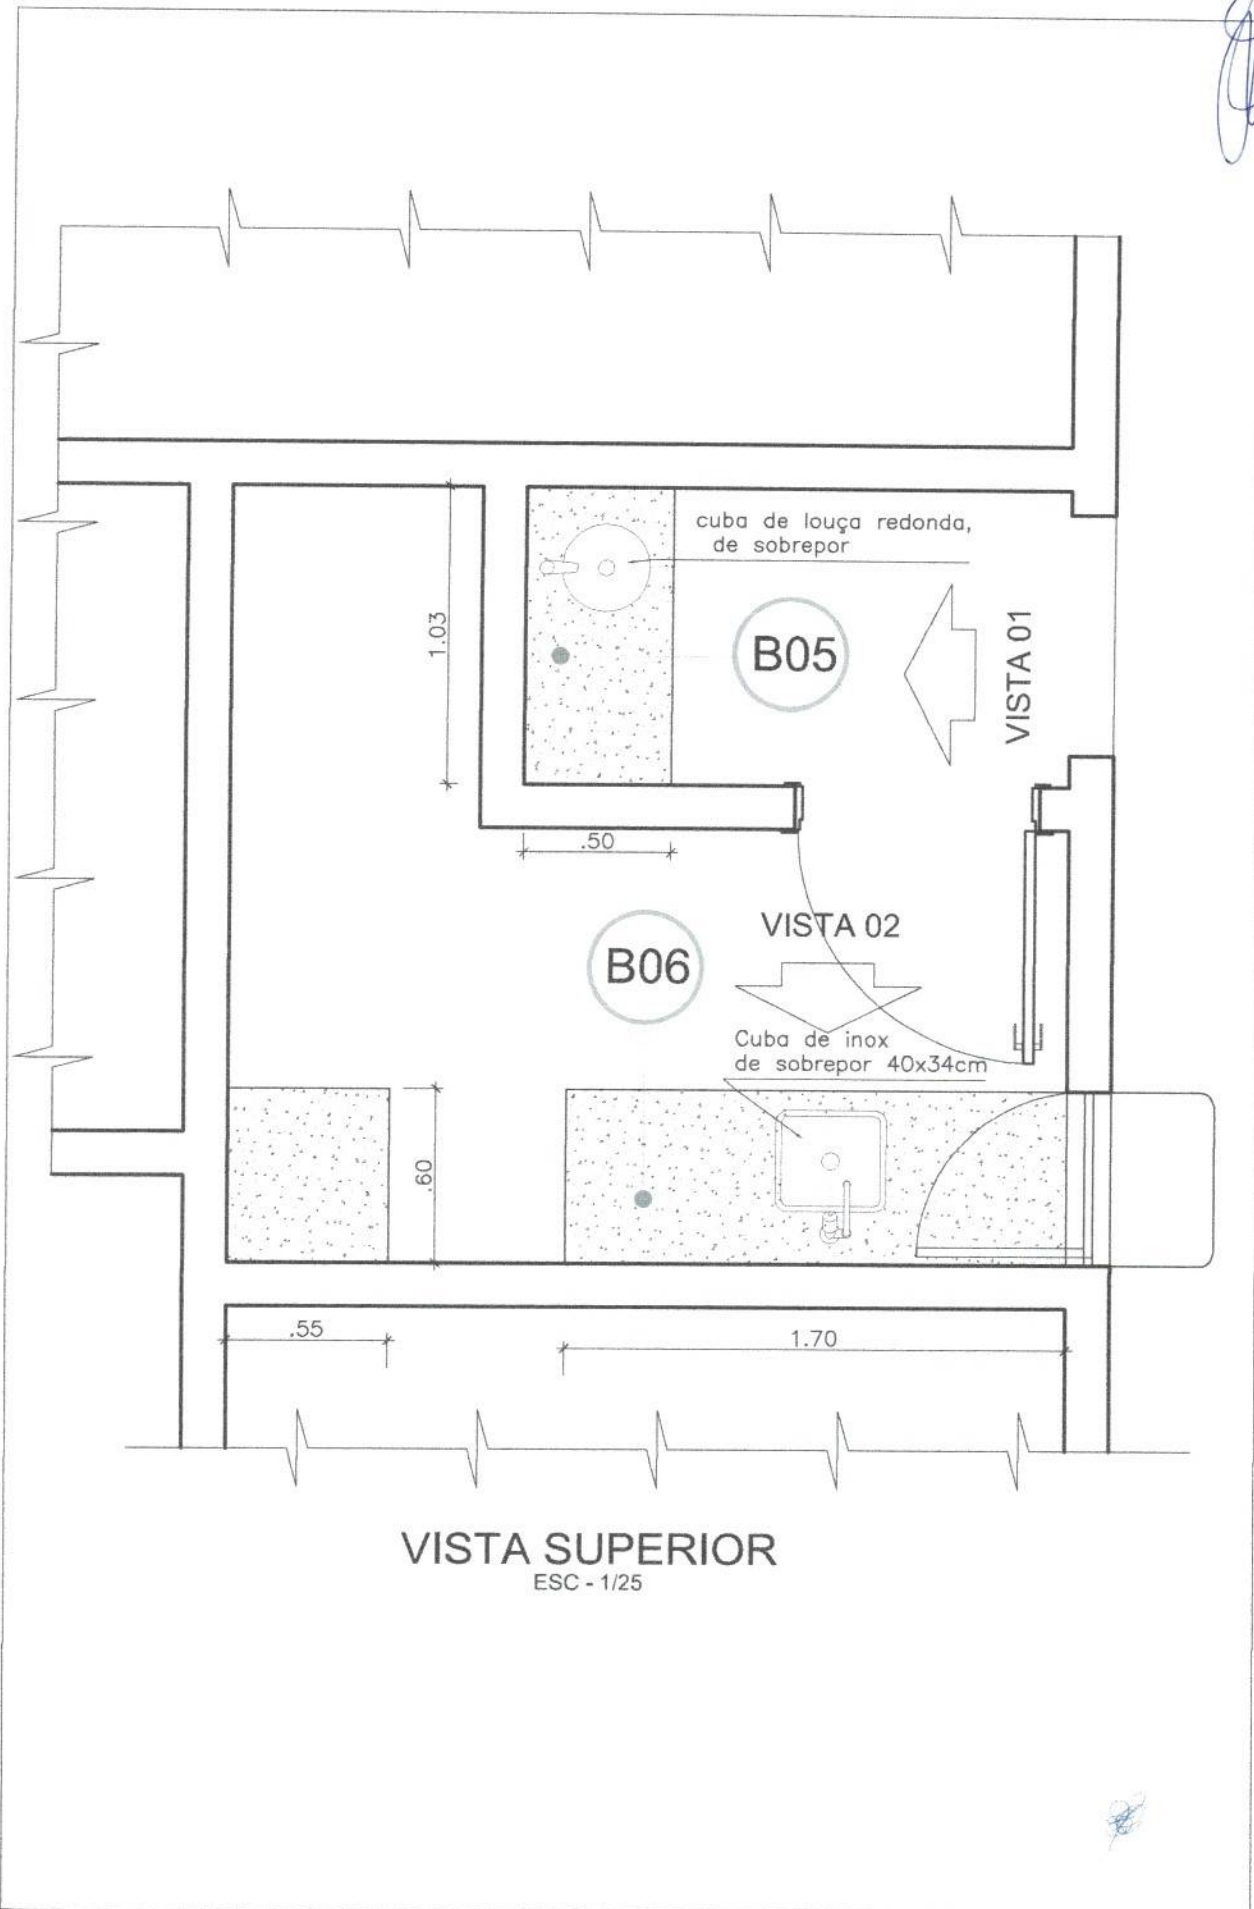 cuba de louça redonda,
de sobrepor
1.03
B05
VISTA 01
.50
VISTA 02
B06
Cuba de inox
de sobrepor 40x34cm
.60
.55
1.70
VISTA SUPERIOR
ESC - 1/25